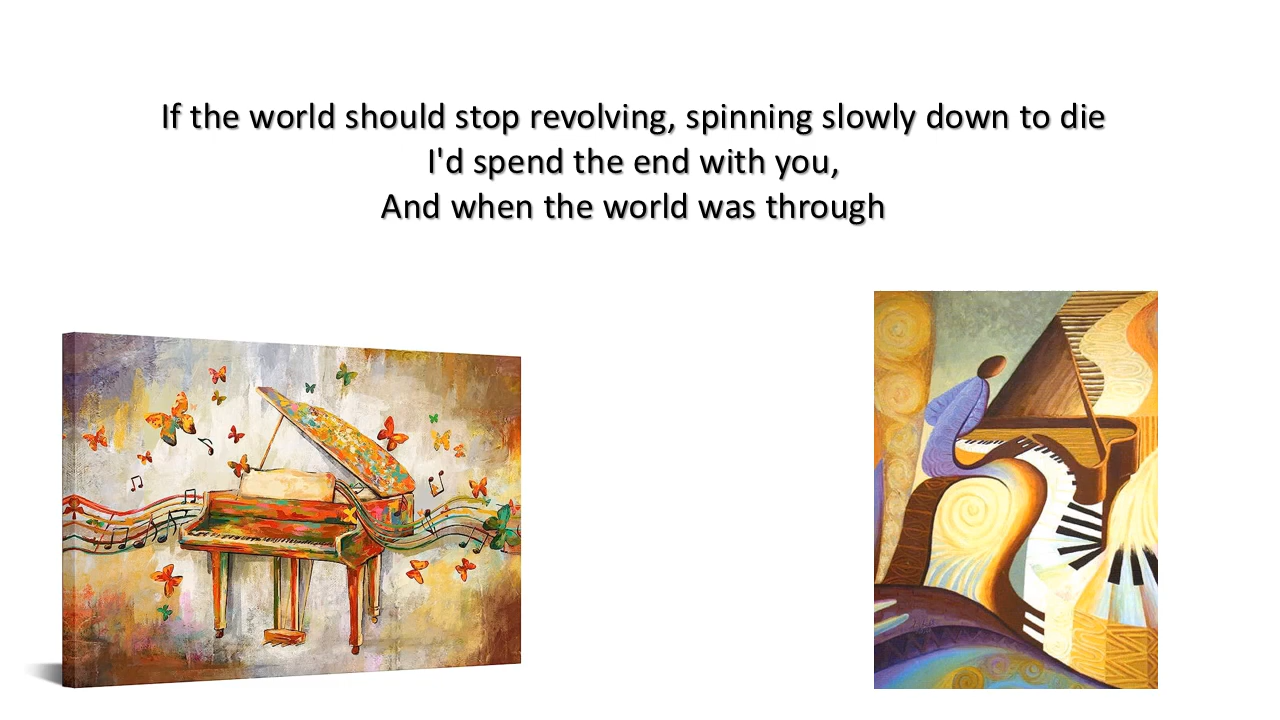 If the world should stop revolving, spinning slowly down to die
I'd spend the end with you,
And when the world was through